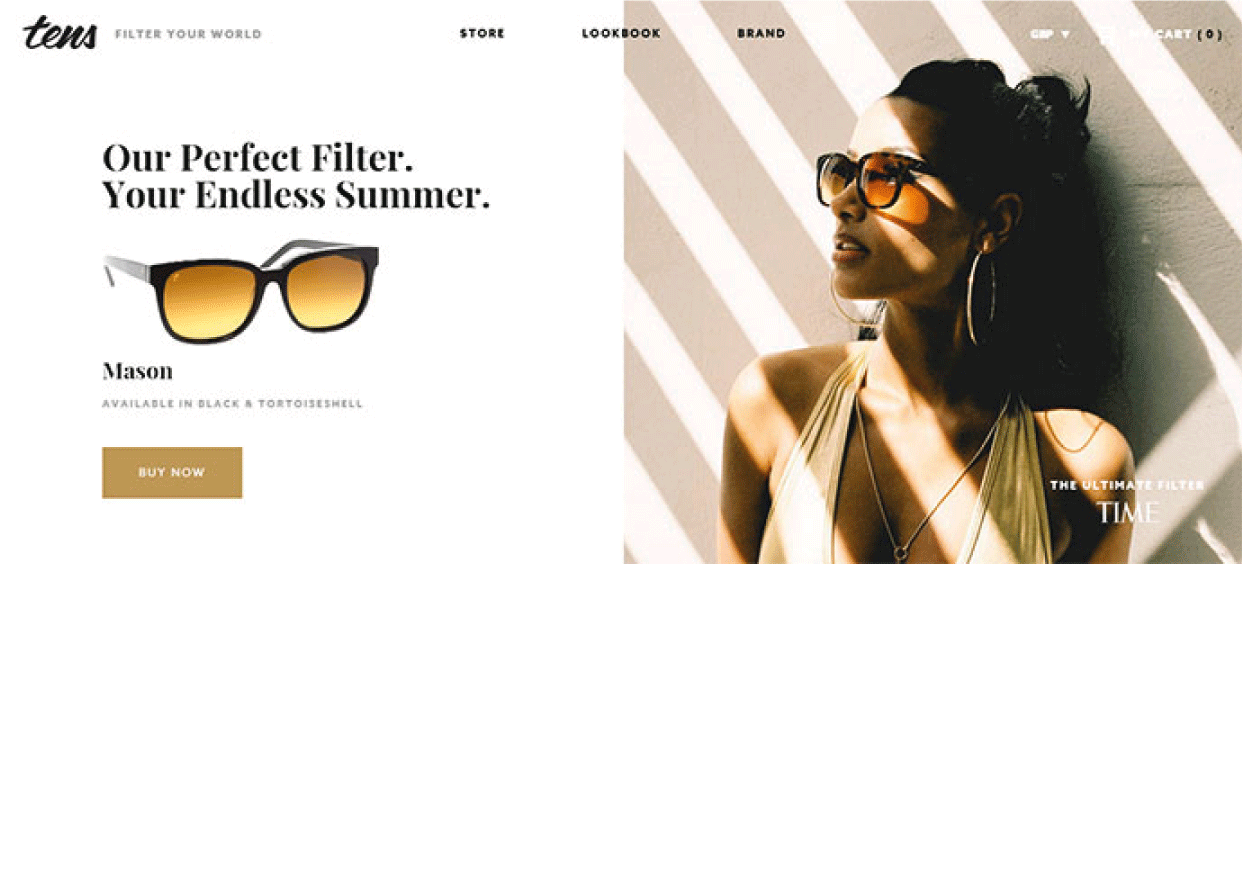 tens FILTER YOUR WORLD STORE LOOKBOOK BRAND GBP ▼ MY CART ( 0 )
Our Perfect Filter.
Your Endless Summer.
Mason
AVAILABLE IN BLACK & TORTOISESHELL
BUY NOW
THE ULTIMATE FILTER
TIME